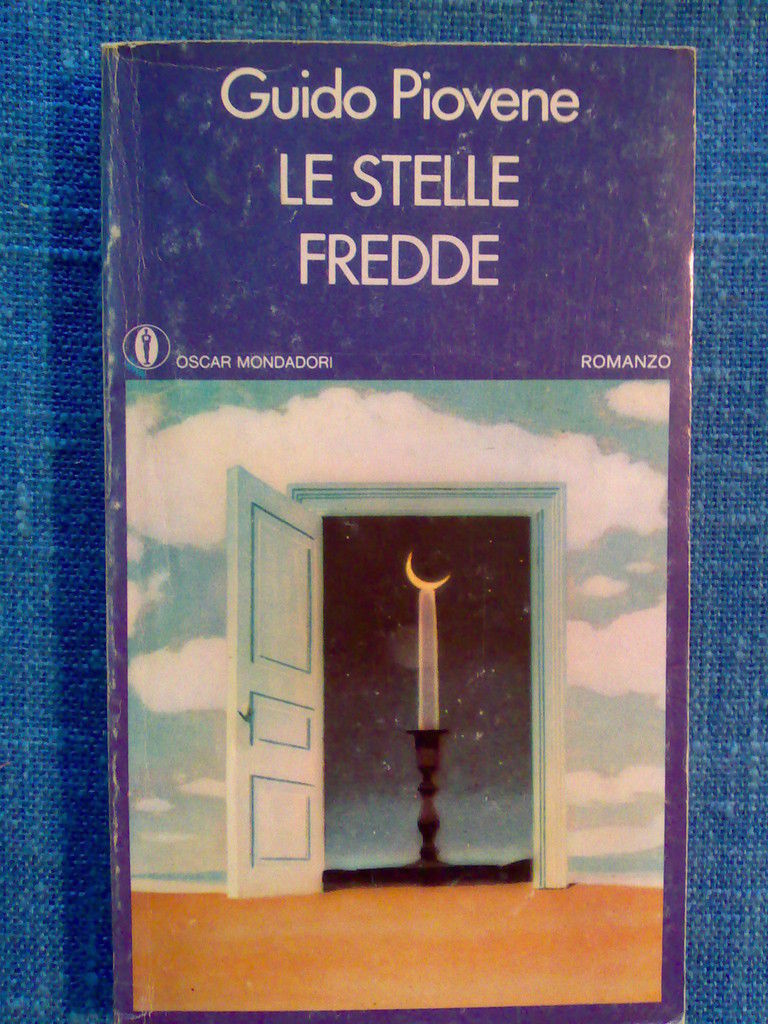 Guido Piovene
LE STELLE
FREDDE
OSCAR MONDADORI
ROMANZO